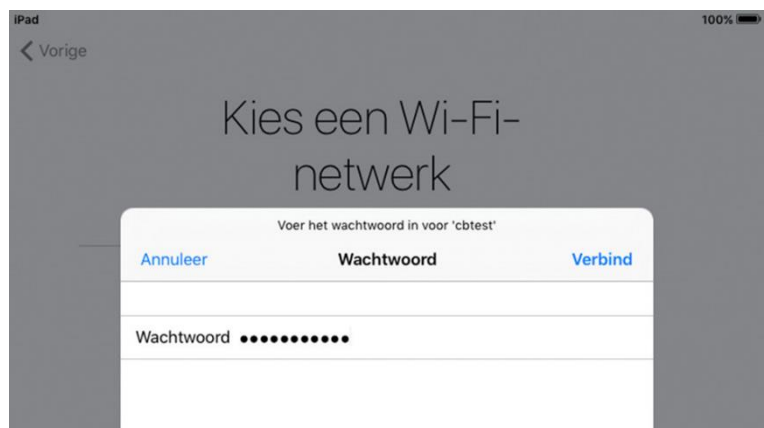 iPad 100%
Vorige
Kies een Wi-Fi-
netwerk
Voer het wachtwoord in voor 'cbtest'
Annuleer Wachtwoord Verbind
Wachtwoord ●●●●●●●●●●●